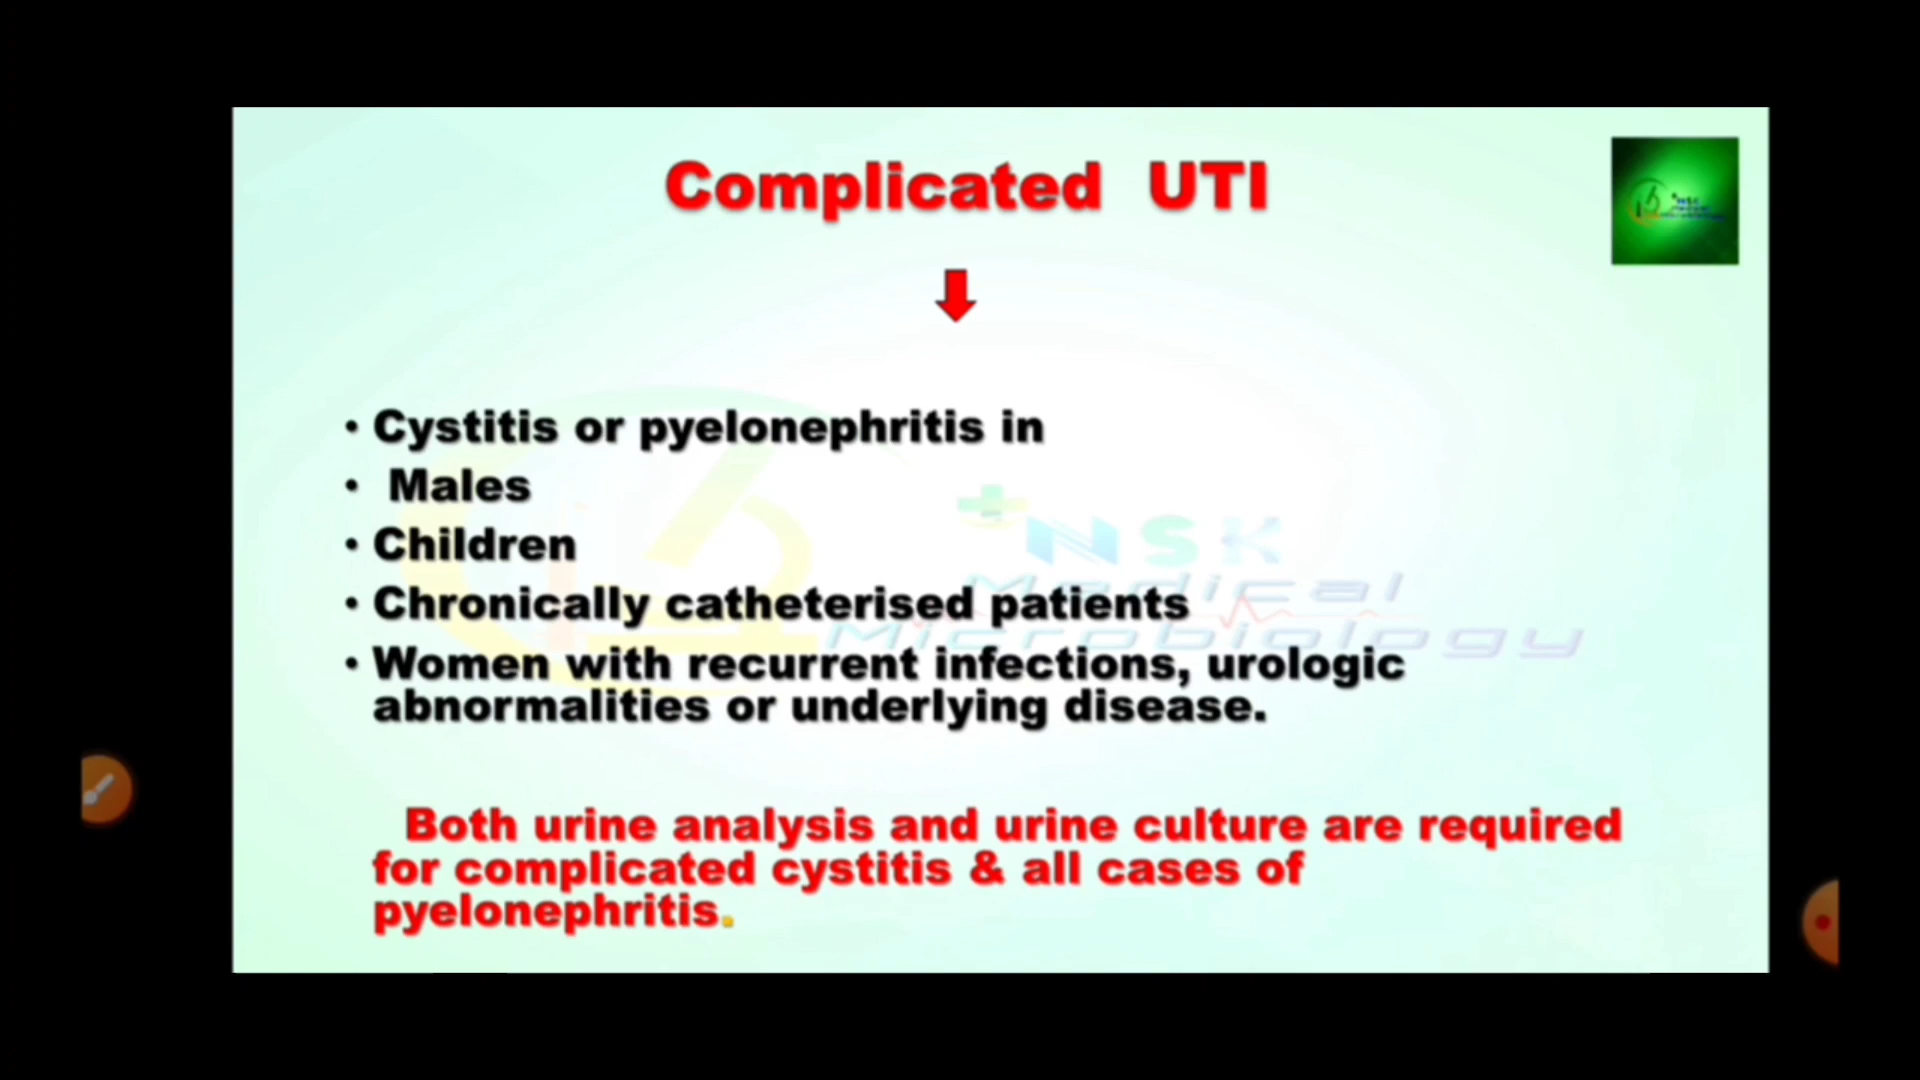 Complicated UTI
• Cystitis or pyelonephritis in
• Males
• Children
• Chronically catheterised patients
• Women with recurrent infections, urologic
abnormalities or underlying disease.
NSK
Medical
Microbiology
Both urine analysis and urine culture are required
for complicated cystitis & all cases of
pyelonephritis.